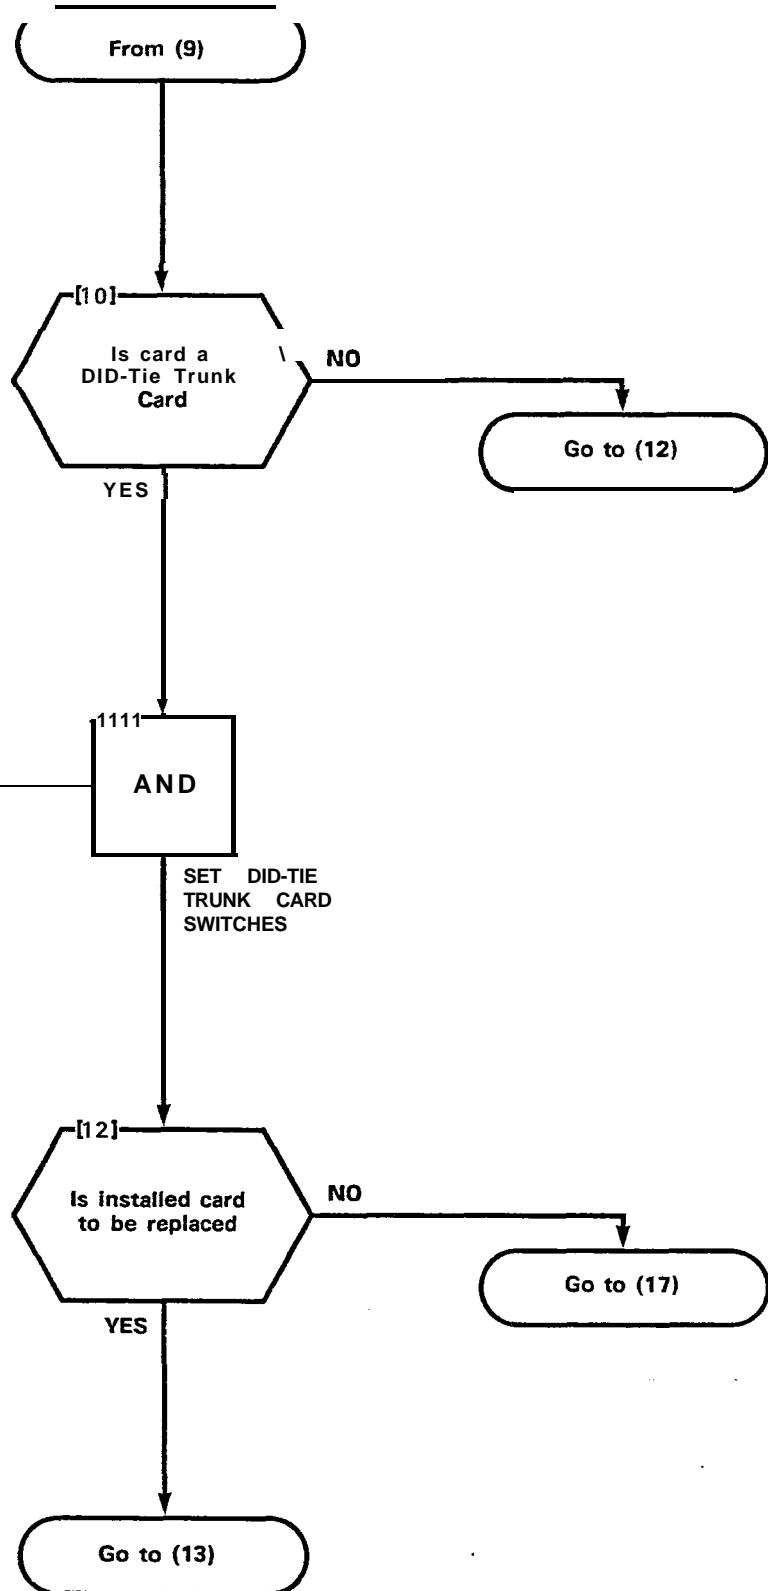 From (9)
[10]
Is card a
DID-Tie Trunk
Card
NO
Go to (12)
YES
1111
AND
SET DID-TIE
TRUNK CARD
SWITCHES
[12]
Is installed card
to be replaced
NO
Go to (17)
YES
Go to (13)